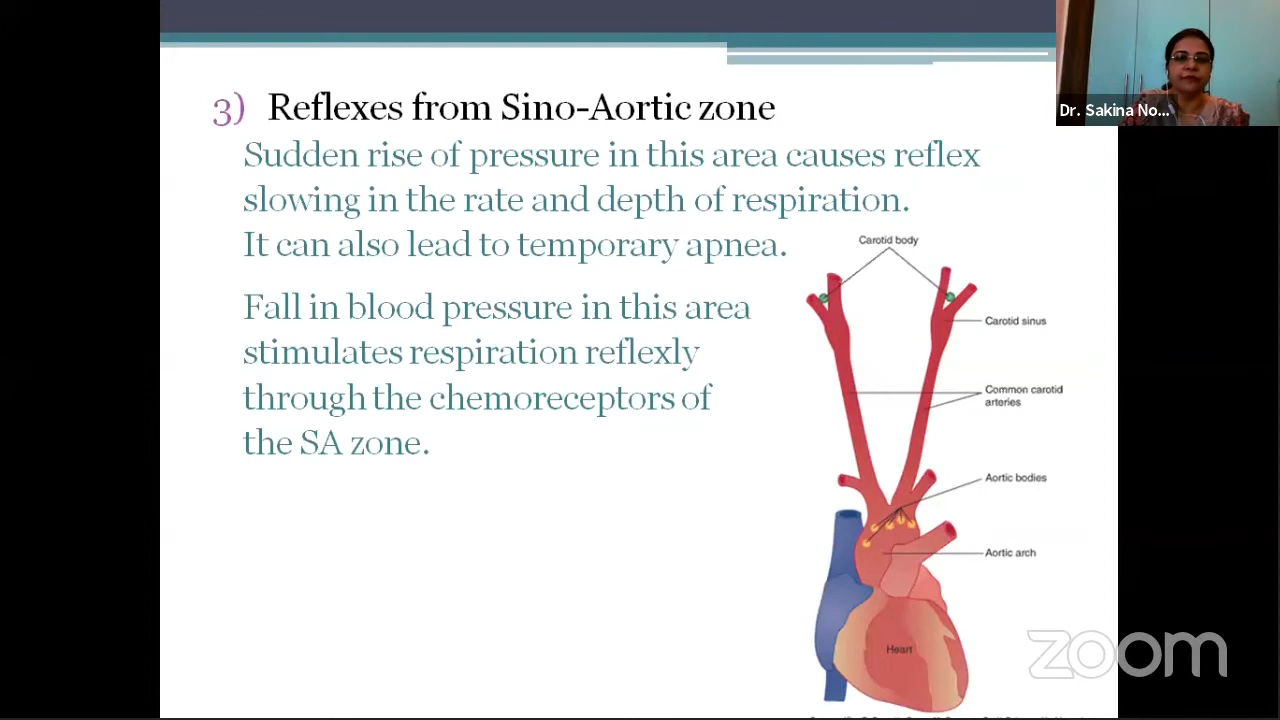 3) Reflexes from Sino-Aortic zone
Sudden rise of pressure in this area causes reflex
slowing in the rate and depth of respiration.
It can also lead to temporary apnea.
Fall in blood pressure in this area
stimulates respiration reflexly
through the chemoreceptors of
the SA zone.
Carotid body
Carotid sinus
Common carotid
arteries
Aortic bodies
Aortic arch
Heart
Dr. Sakina No...
zoom